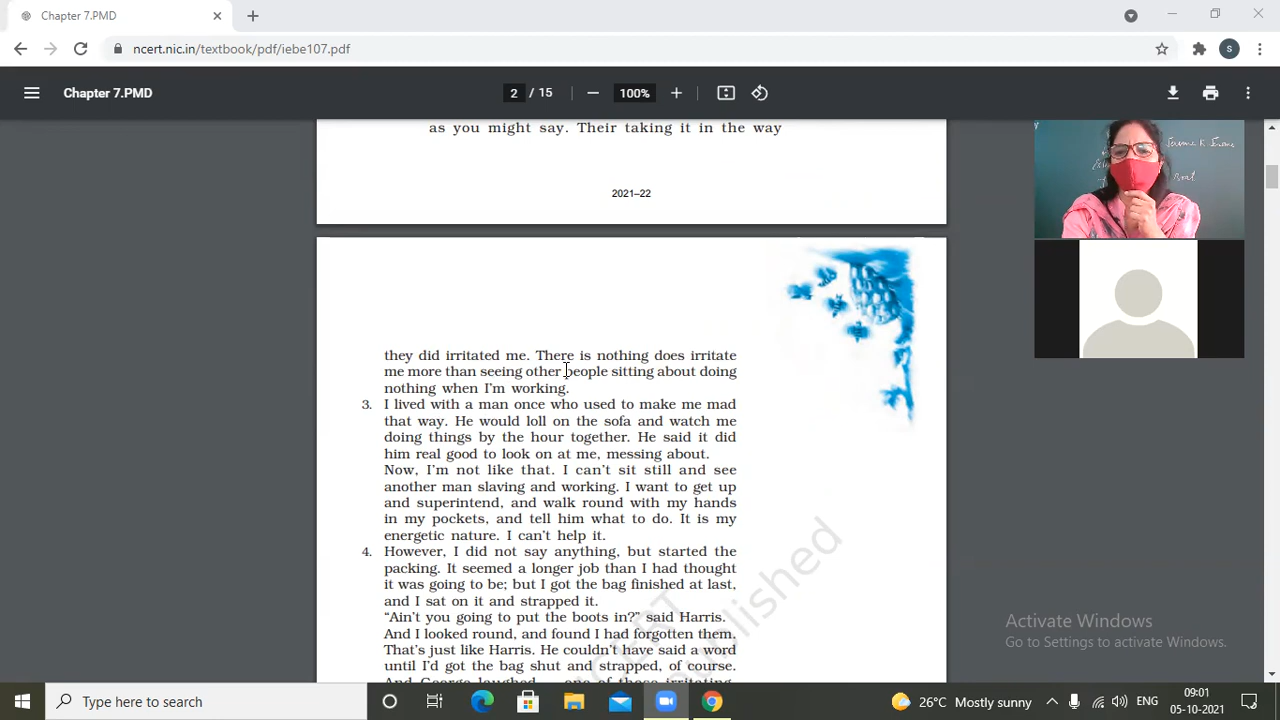 Chapter 7.PMD
ncert.nic.in/textbook/pdf/iebe107.pdf
S
Chapter 7.PMD
2 / 15
100%
as you might say. Their taking it in the way
2021–22
Jerome K. Jerome
they did irritated me. There is nothing does irritate
me more than seeing other people sitting about doing
nothing when I'm working.
3. I lived with a man once who used to make me mad
that way. He would loll on the sofa and watch me
doing things by the hour together. He said it did
him real good to look on at me, messing about.
Now, I'm not like that. I can't sit still and see
another man slaving and working. I want to get up
and superintend, and walk round with my hands
in my pockets, and tell him what to do. It is my
energetic nature. I can't help it.
4. However, I did not say anything, but started the
packing. It seemed a longer job than I had thought
it was going to be; but I got the bag finished at last,
and I sat on it and strapped it.
“Ain't you going to put the boots in?” said Harris.
And I looked round, and found I had forgotten them.
That's just like Harris. He couldn't have said a word
until I'd got the bag shut and strapped, of course.
And George laughed — one of those irritating,
published
Activate Windows
Go to Settings to activate Windows.
Type here to search
26°C Mostly sunny
ENG
09:01
05-10-2021